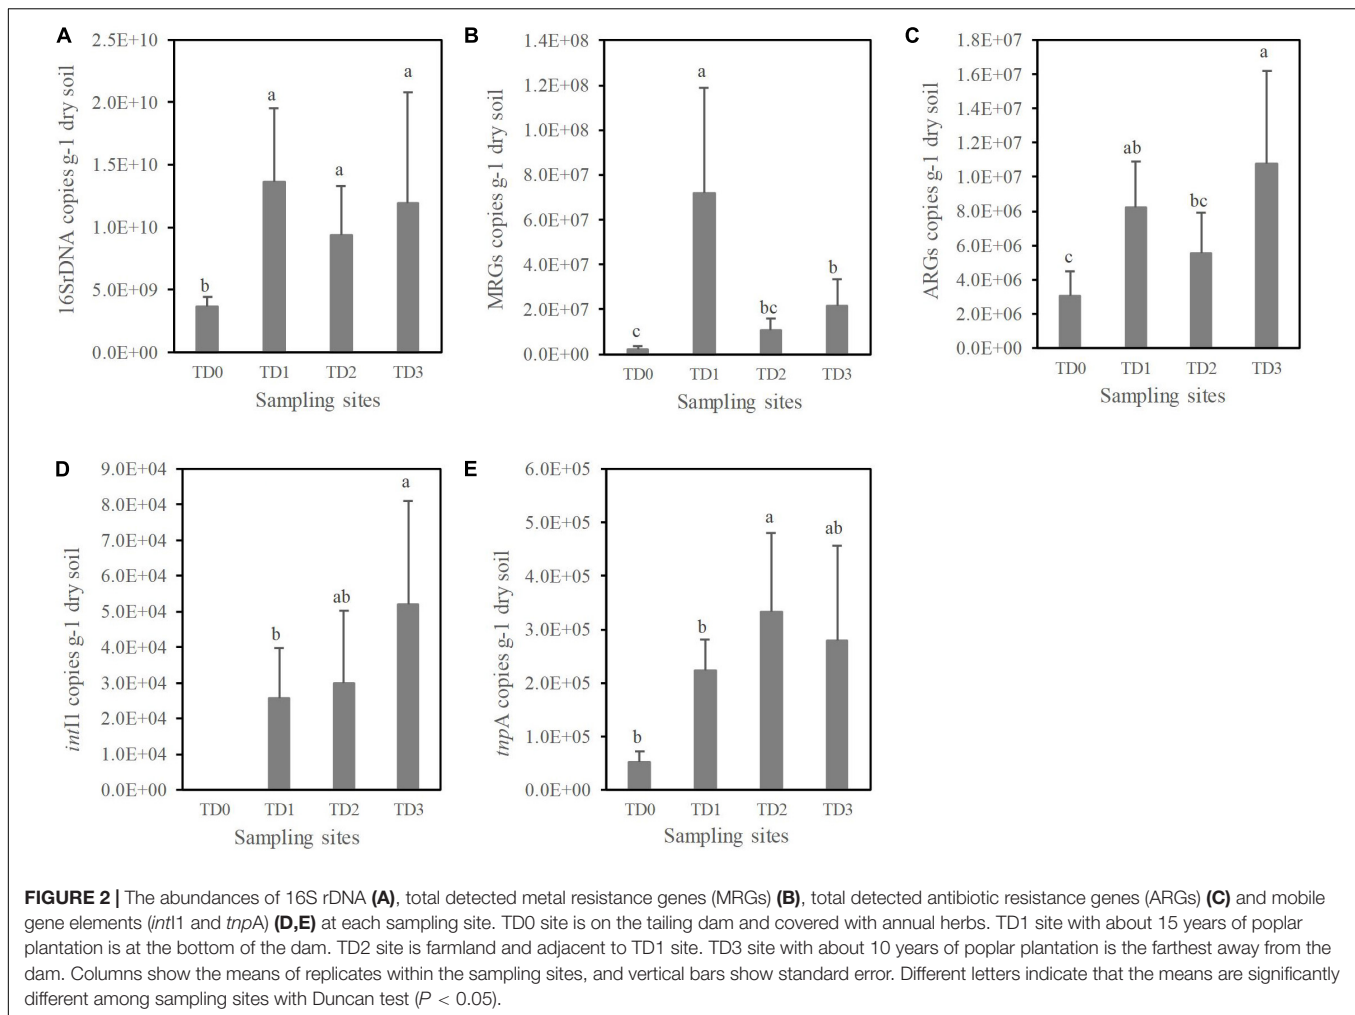 A
2.5E+10
2.0E+10
1.5E+10
1.0E+10
5.0E+09
0.0E+00
16SrDNA copies g-1 dry soil
b
a
a
a
TD0 TD1 TD2 TD3
Sampling sites
B
1.4E+08
1.2E+08
1.0E+08
8.0E+07
6.0E+07
4.0E+07
2.0E+07
0.0E+00
MRGs copies g-1 dry soil
c
a
bc
b
TD0 TD1 TD2 TD3
Sampling sites
C
1.8E+07
1.6E+07
1.4E+07
1.2E+07
1.0E+07
8.0E+06
6.0E+06
4.0E+06
2.0E+06
0.0E+00
ARGs copies g-1 dry soil
c
ab
bc
a
TD0 TD1 TD2 TD3
Sampling sites
D
9.0E+04
8.0E+04
7.0E+04
6.0E+04
5.0E+04
4.0E+04
3.0E+04
2.0E+04
1.0E+04
0.0E+00
intI1 copies g-1 dry soil
b
ab
a
TD0 TD1 TD2 TD3
Sampling sites
E
6.0E+05
5.0E+05
4.0E+05
3.0E+05
2.0E+05
1.0E+05
0.0E+00
tnpA copies g-1 dry soil
b
b
a
ab
TD0 TD1 TD2 TD3
Sampling sites
FIGURE 2 | The abundances of 16S rDNA (A), total detected metal resistance genes (MRGs) (B), total detected antibiotic resistance genes (ARGs) (C) and mobile
gene elements (intI1 and tnpA) (D,E) at each sampling site. TD0 site is on the tailing dam and covered with annual herbs. TD1 site with about 15 years of poplar
plantation is at the bottom of the dam. TD2 site is farmland and adjacent to TD1 site. TD3 site with about 10 years of poplar plantation is the farthest away from the
dam. Columns show the means of replicates within the sampling sites, and vertical bars show standard error. Different letters indicate that the means are significantly
different among sampling sites with Duncan test (P < 0.05).